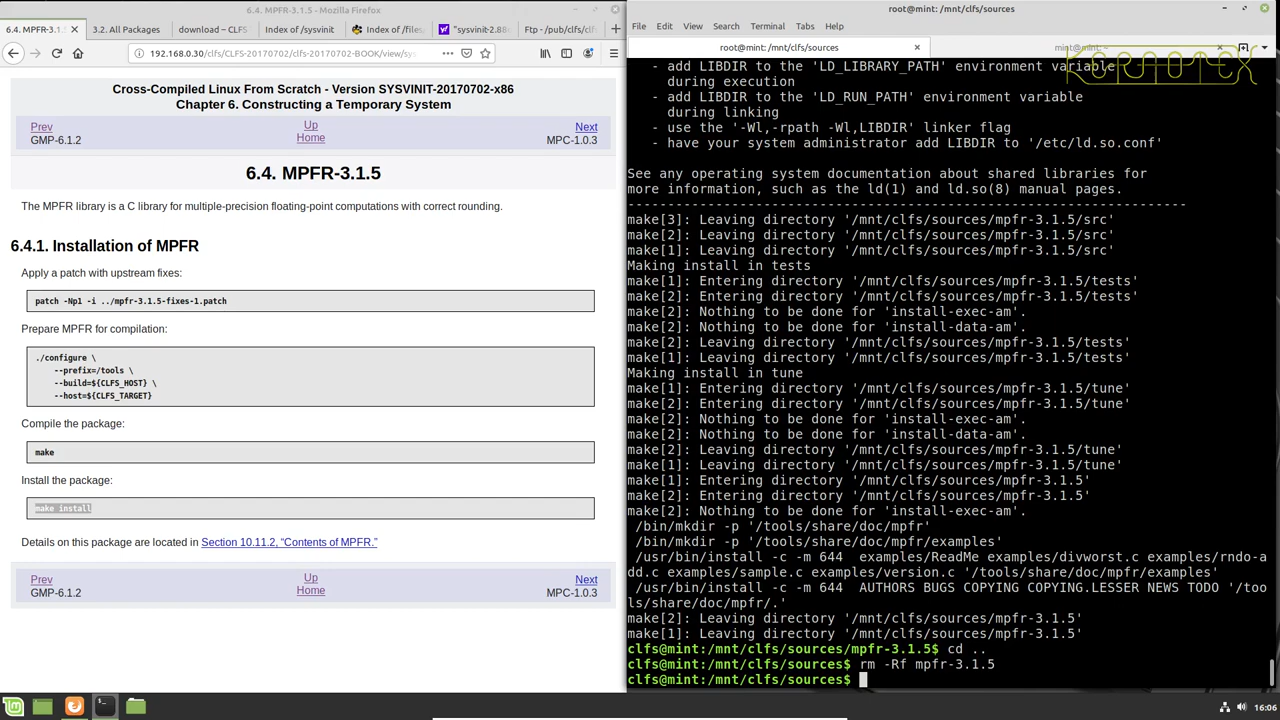 6.4. MPFR-3.1.5 - Mozilla Firefox
6.4. MPFR-3.1.5
3.2. All Packages
download – CLFS
Index of /sysvinit
Index of /files
"sysvinit-2.88
Ftp - /pub/clfs/
192.168.0.30/clfs/CLFS-20170702/clfs-20170702-BOOK/view/sys
Cross-Compiled Linux From Scratch - Version SYSVINIT-20170702-x86
Chapter 6. Constructing a Temporary System
Prev
Up
Next
GMP-6.1.2
Home
MPC-1.0.3
6.4. MPFR-3.1.5
The MPFR library is a C library for multiple-precision floating-point computations with correct rounding.
6.4.1. Installation of MPFR
Apply a patch with upstream fixes:
patch -Np1 -i ../mpfr-3.1.5-fixes-1.patch
Prepare MPFR for compilation:
./configure \
--prefix=/tools \
--build=${CLFS_HOST} \
--host=${CLFS_TARGET}
Compile the package:
make
Install the package:
make install
Details on this package are located in Section 10.11.2, “Contents of MPFR.”
Prev
Up
Next
GMP-6.1.2
Home
MPC-1.0.3
root@mint: /mnt/clfs/sources
File Edit View Search Terminal Tabs Help
root@mint: /mnt/clfs/sources
root@mint: ~
KERNOTEX
- add LIBDIR to the 'LD_LIBRARY_PATH' environment variable
during execution
- add LIBDIR to the 'LD_RUN_PATH' environment variable
during linking
- use the '-Wl,-rpath -Wl,LIBDIR' linker flag
- have your system administrator add LIBDIR to '/etc/ld.so.conf'
See any operating system documentation about shared libraries for
more information, such as the ld(1) and ld.so(8) manual pages.
----------------------------------------------------------------------
make[3]: Leaving directory '/mnt/clfs/sources/mpfr-3.1.5/src'
make[2]: Leaving directory '/mnt/clfs/sources/mpfr-3.1.5/src'
make[1]: Leaving directory '/mnt/clfs/sources/mpfr-3.1.5/src'
Making install in tests
make[1]: Entering directory '/mnt/clfs/sources/mpfr-3.1.5/tests'
make[2]: Entering directory '/mnt/clfs/sources/mpfr-3.1.5/tests'
make[2]: Nothing to be done for 'install-exec-am'.
make[2]: Nothing to be done for 'install-data-am'.
make[2]: Leaving directory '/mnt/clfs/sources/mpfr-3.1.5/tests'
make[1]: Leaving directory '/mnt/clfs/sources/mpfr-3.1.5/tests'
Making install in tune
make[1]: Entering directory '/mnt/clfs/sources/mpfr-3.1.5/tune'
make[2]: Entering directory '/mnt/clfs/sources/mpfr-3.1.5/tune'
make[2]: Nothing to be done for 'install-exec-am'.
make[2]: Nothing to be done for 'install-data-am'.
make[2]: Leaving directory '/mnt/clfs/sources/mpfr-3.1.5/tune'
make[1]: Leaving directory '/mnt/clfs/sources/mpfr-3.1.5/tune'
make[1]: Entering directory '/mnt/clfs/sources/mpfr-3.1.5'
make[2]: Entering directory '/mnt/clfs/sources/mpfr-3.1.5'
make[2]: Nothing to be done for 'install-exec-am'.
/bin/mkdir -p '/tools/share/doc/mpfr'
/bin/mkdir -p '/tools/share/doc/mpfr/examples'
/usr/bin/install -c -m 644  examples/ReadMe examples/divworst.c examples/rndo-a
dd.c examples/sample.c examples/version.c '/tools/share/doc/mpfr/examples'
/usr/bin/install -c -m 644  AUTHORS BUGS COPYING COPYING.LESSER NEWS TODO '/too
ls/share/doc/mpfr/.'
make[2]: Leaving directory '/mnt/clfs/sources/mpfr-3.1.5'
make[1]: Leaving directory '/mnt/clfs/sources/mpfr-3.1.5'
clfs@mint:/mnt/clfs/sources/mpfr-3.1.5$ cd ..
clfs@mint:/mnt/clfs/sources$ rm -Rf mpfr-3.1.5
clfs@mint:/mnt/clfs/sources$
16:06